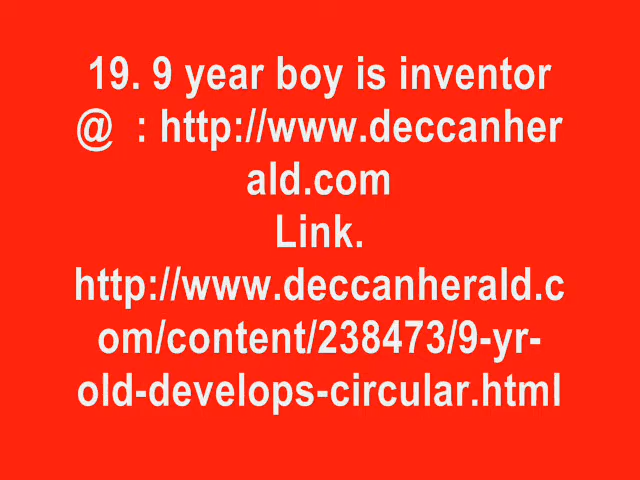 19. 9 year boy is inventor
@  : http://www.deccanher
ald.com
Link.
http://www.deccanherald.c
om/content/238473/9-yr-
old-develops-circular.html